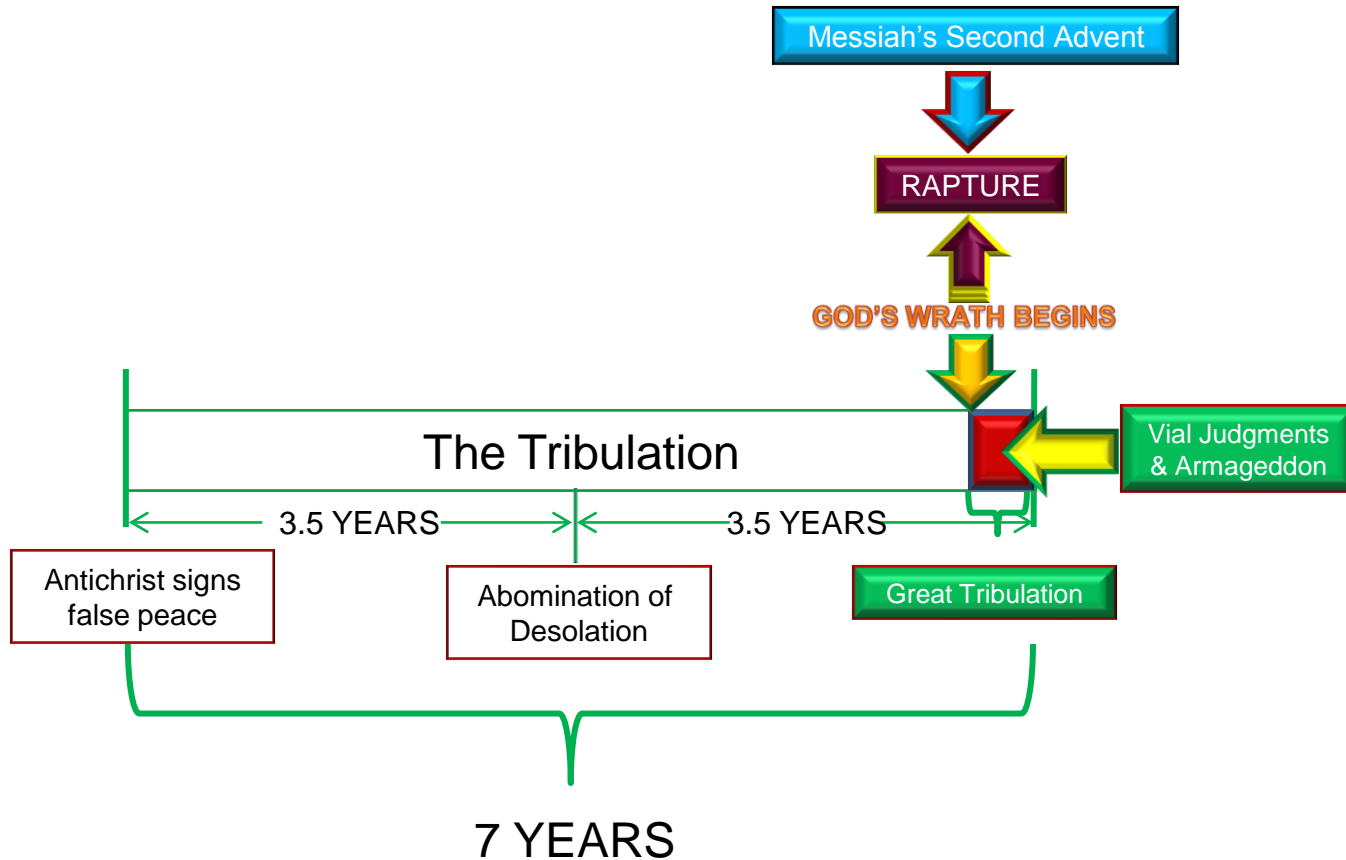 Messiah’s Second Advent
RAPTURE
GOD’S WRATH BEGINS
The Tribulation
Vial Judgments
& Armageddon
3.5 YEARS
3.5 YEARS
Antichrist signs
false peace
Abomination of
Desolation
Great Tribulation
7 YEARS